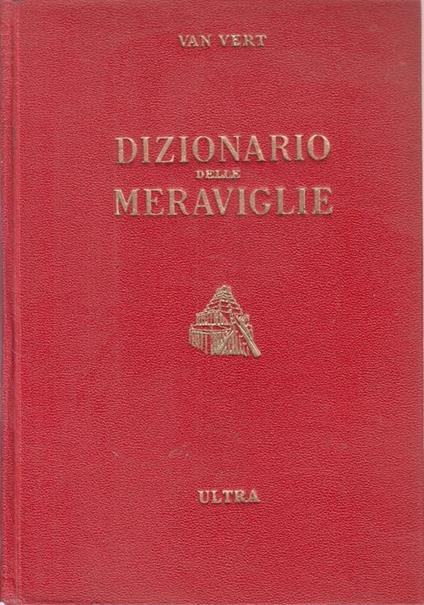 VAN VERT
DIZIONARIO
DELLE
MERAVIGLIE
ULTRA